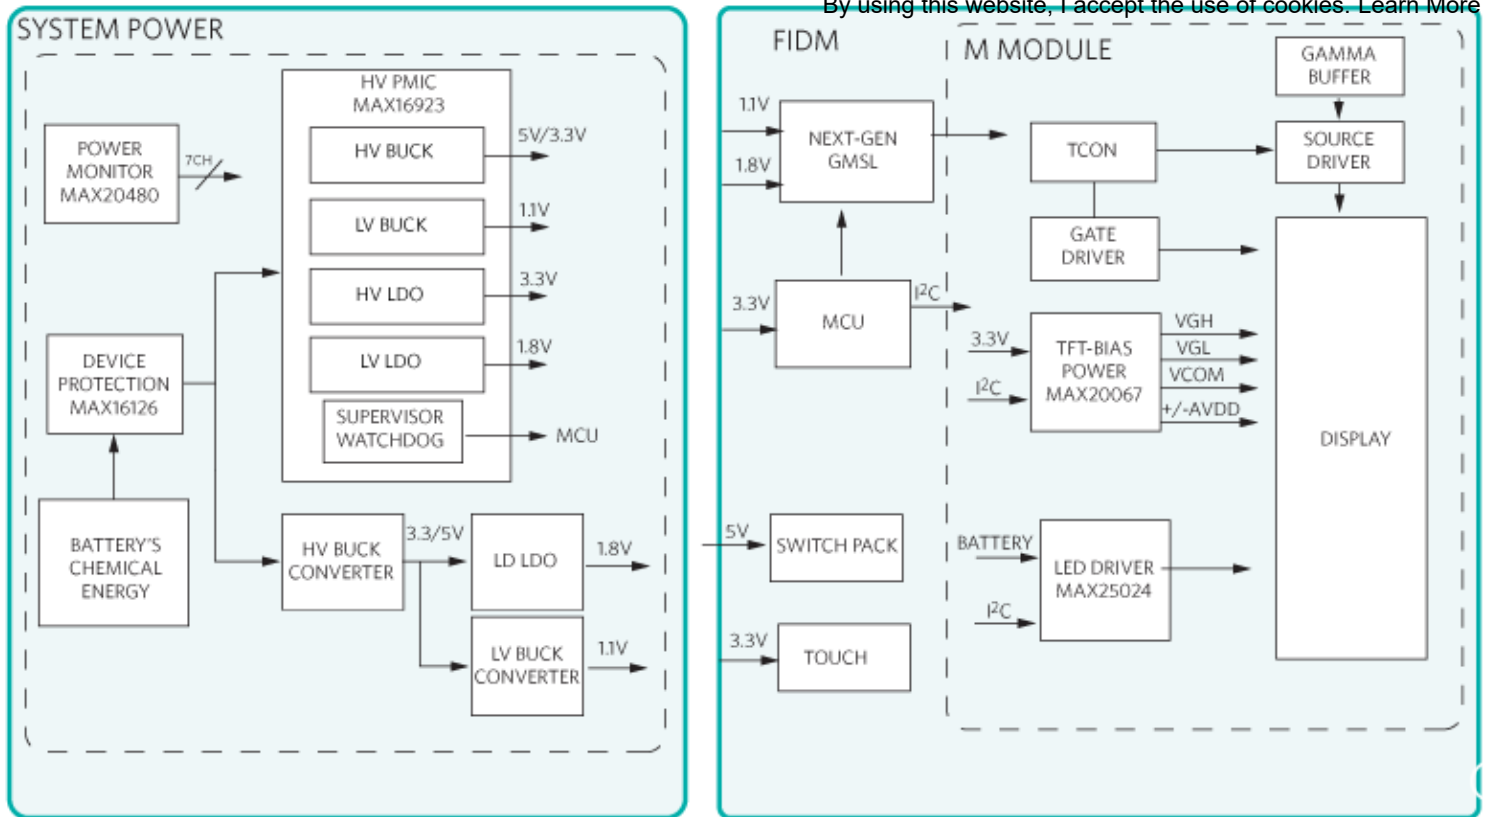 By using this website, I accept the use of cookies. Learn More
SYSTEM POWER
HV PMIC
MAX16923
POWER
MONITOR
MAX20480
7CH
HV BUCK
5V/3.3V
LV BUCK
1.1V
HV LDO
3.3V
LV LDO
1.8V
SUPERVISOR
WATCHDOG
MCU
DEVICE
PROTECTION
MAX16126
BATTERY'S
CHEMICAL
ENERGY
HV BUCK
CONVERTER
3.3/5V
LD LDO
1.8V
LV BUCK
CONVERTER
1.1V
FIDM
1.1V
1.8V
NEXT-GEN
GMSL
3.3V
MCU
I²C
5V
SWITCH PACK
3.3V
TOUCH
M MODULE
GAMMA
BUFFER
TCON
SOURCE
DRIVER
GATE
DRIVER
3.3V
I²C
TFT-BIAS
POWER
MAX20067
VGH
VGL
VCOM
+/-AVDD
DISPLAY
BATTERY
I²C
LED DRIVER
MAX25024